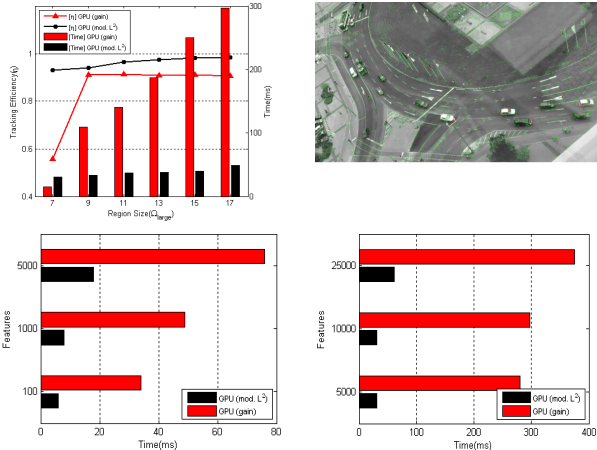 [η] GPU (gain)
[η] GPU (mod. L²)
[Time] GPU (gain)
[Time] GPU (mod. L²)
Tracking Efficiency(η)
1
0.8
0.6
0.4
300
200
100
0
Time(ms)
7 9 11 13 15 17
Region Size(Ω_large)
Features
5000
1000
100
GPU (mod. L²)
GPU (gain)
0 20 40 60 80
Time(ms)
Features
25000
10000
5000
GPU (mod. L²)
GPU (gain)
0 100 200 300 400
Time(ms)